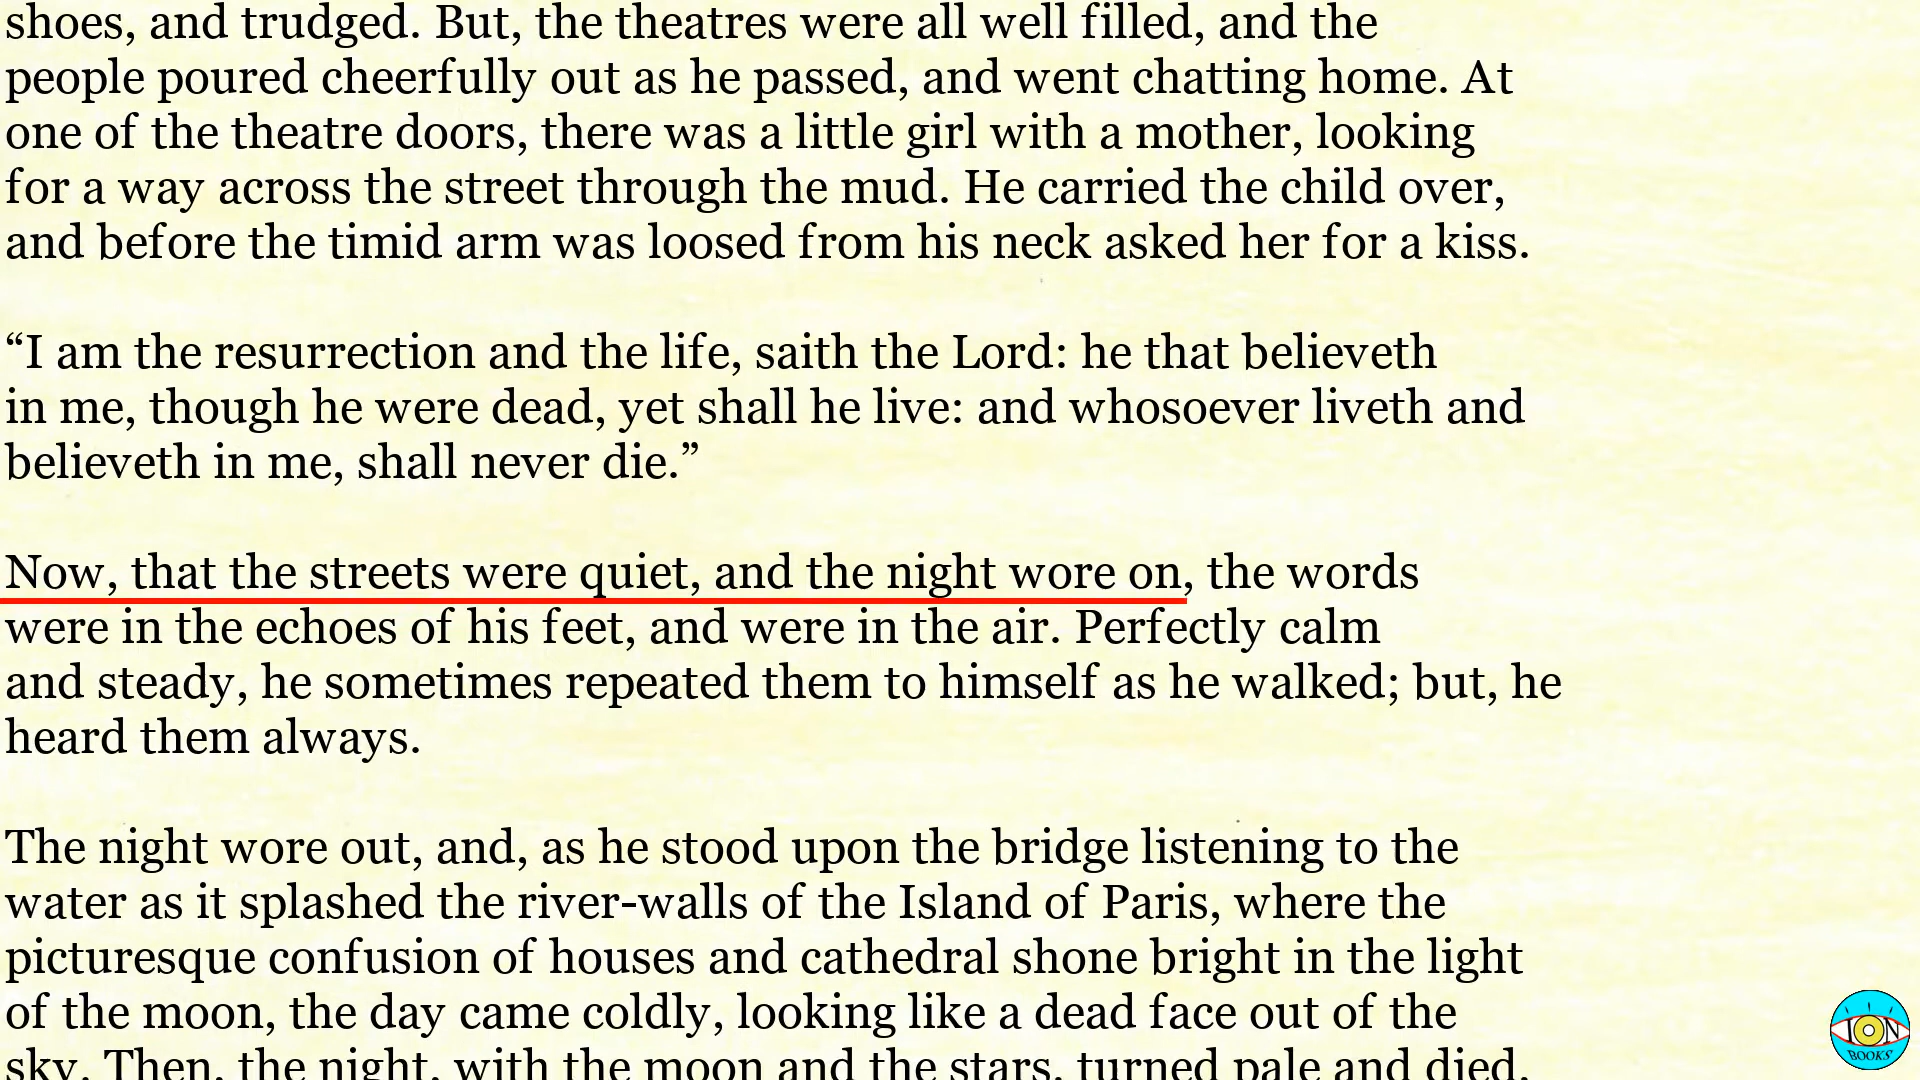 shoes, and trudged. But, the theatres were all well filled, and the
people poured cheerfully out as he passed, and went chatting home. At
one of the theatre doors, there was a little girl with a mother, looking
for a way across the street through the mud. He carried the child over,
and before the timid arm was loosed from his neck asked her for a kiss.
“I am the resurrection and the life, saith the Lord: he that believeth
in me, though he were dead, yet shall he live: and whosoever liveth and
believeth in me, shall never die.”
Now, that the streets were quiet, and the night wore on, the words
were in the echoes of his feet, and were in the air. Perfectly calm
and steady, he sometimes repeated them to himself as he walked; but, he
heard them always.
The night wore out, and, as he stood upon the bridge listening to the
water as it splashed the river-walls of the Island of Paris, where the
picturesque confusion of houses and cathedral shone bright in the light
of the moon, the day came coldly, looking like a dead face out of the
sky. Then, the night, with the moon and the stars, turned pale and died,
ION
BOOKS